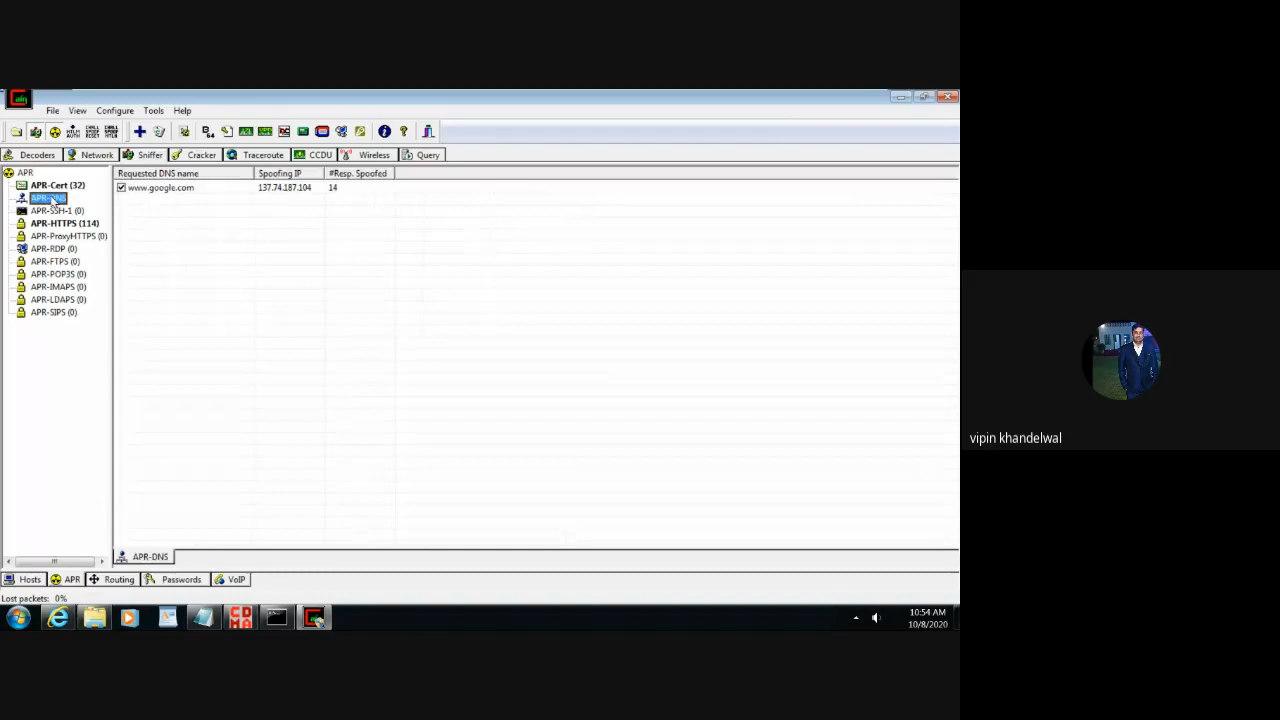 Cain
File View Configure Tools Help
Decoders Network Sniffer Cracker Traceroute CCDU Wireless Query
APR
APR-Cert (32)
APR-DNS
APR-SSH-1 (0)
APR-HTTPS (114)
APR-ProxyHTTPS (0)
APR-RDP (0)
APR-FTPS (0)
APR-POP3S (0)
APR-IMAPS (0)
APR-LDAPS (0)
APR-SIPS (0)
Requested DNS name Spoofing IP #Resp. Spoofed
www.google.com 137.74.187.104 14
APR-DNS
Hosts APR Routing Passwords VoIP
Lost packets: 0%
CDMA
10:54 AM
10/8/2020
vipin khandelwal